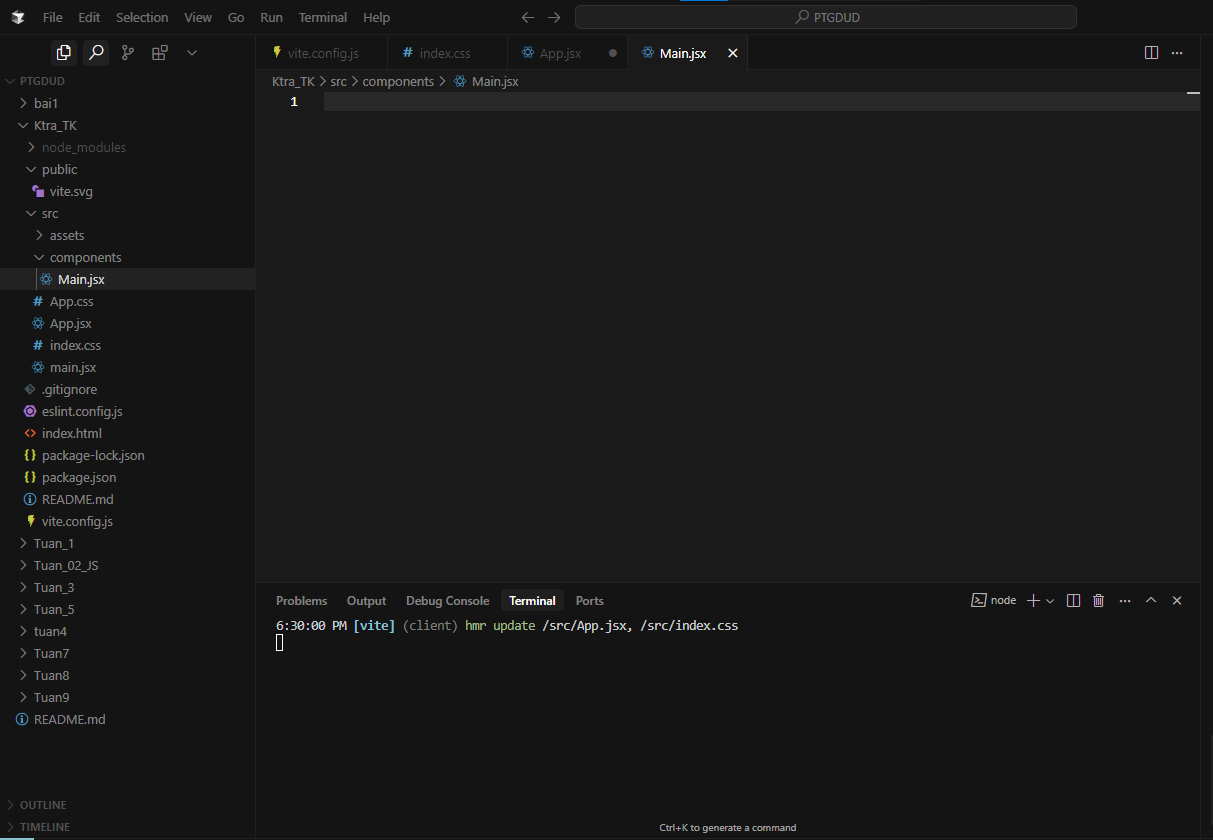 File Edit Selection View Go Run Terminal Help
PTGDUD
vite.config.js
index.css
App.jsx
Main.jsx
PTGDUD
bai1
Ktra_TK
node_modules
public
vite.svg
src
assets
components
Main.jsx
App.css
App.jsx
index.css
main.jsx
.gitignore
eslint.config.js
index.html
package-lock.json
package.json
README.md
vite.config.js
Tuan_1
Tuan_02_JS
Tuan_3
Tuan_5
tuan4
Tuan7
Tuan8
Tuan9
README.md
OUTLINE
TIMELINE
Ktra_TK > src > components > Main.jsx
1
Problems Output Debug Console Terminal Ports
node
6:30:00 PM [vite] (client) hmr update /src/App.jsx, /src/index.css
Ctrl+K to generate a command